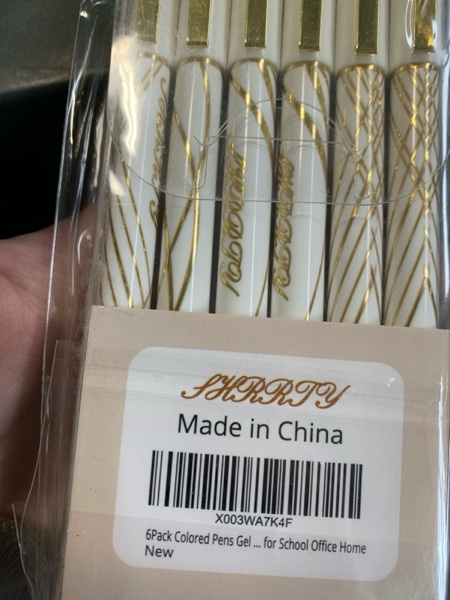 SHRRTY
Made in China
X003WA7K4F
6Pack Colored Pens Gel ... for School Office Home
New